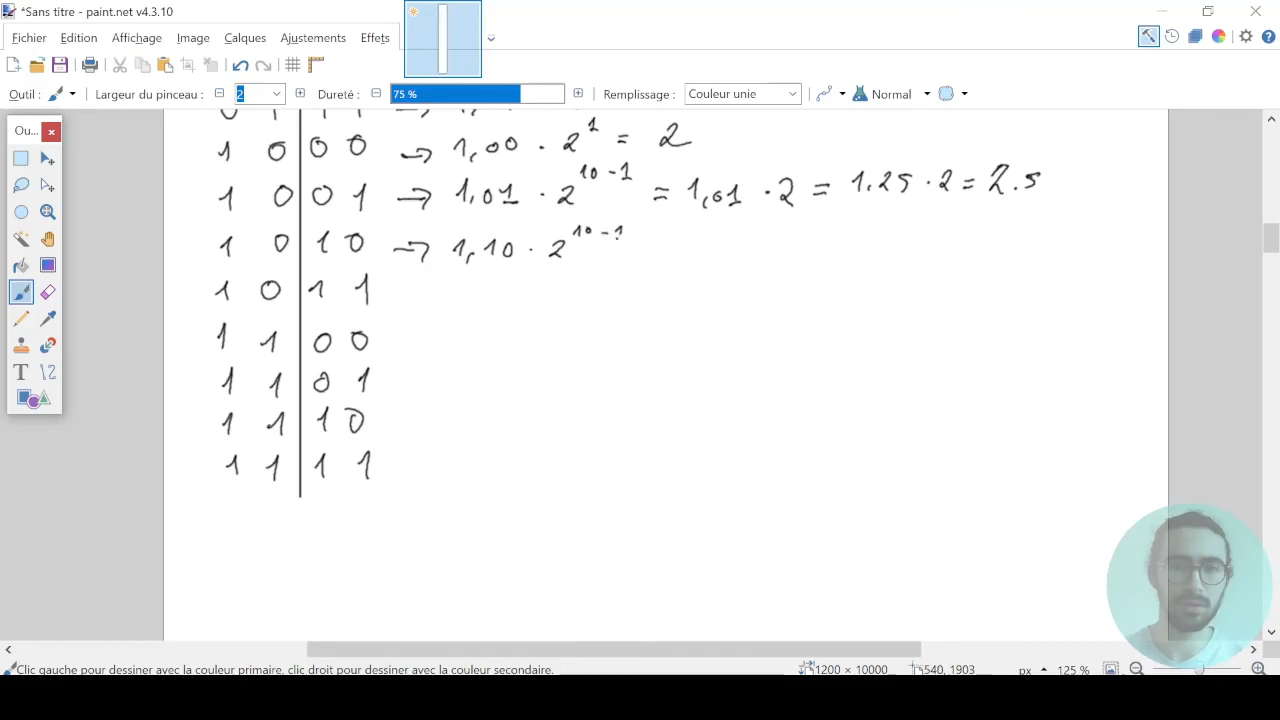 *Sans titre - paint.net v4.3.10
Fichier Edition Affichage Image Calques Ajustements Effets
Outil : Largeur du pinceau : 2 Dureté : 75 % Remplissage : Couleur unie Normal
Ou...
1 0 0 0 → 1,00 · 2^1 = 2
1 0 0 1 → 1,01 · 2^10-1 = 1,01 · 2 = 1.25 · 2 = 2.5
1 0 1 0 → 1,10 · 2^10-1
1 0 1 1
1 1 0 0
1 1 0 1
1 1 1 0
1 1 1 1
Clic gauche pour dessiner avec la couleur primaire, clic droit pour dessiner avec la couleur secondaire. 1200 × 10000 540, 1903 px 125 %